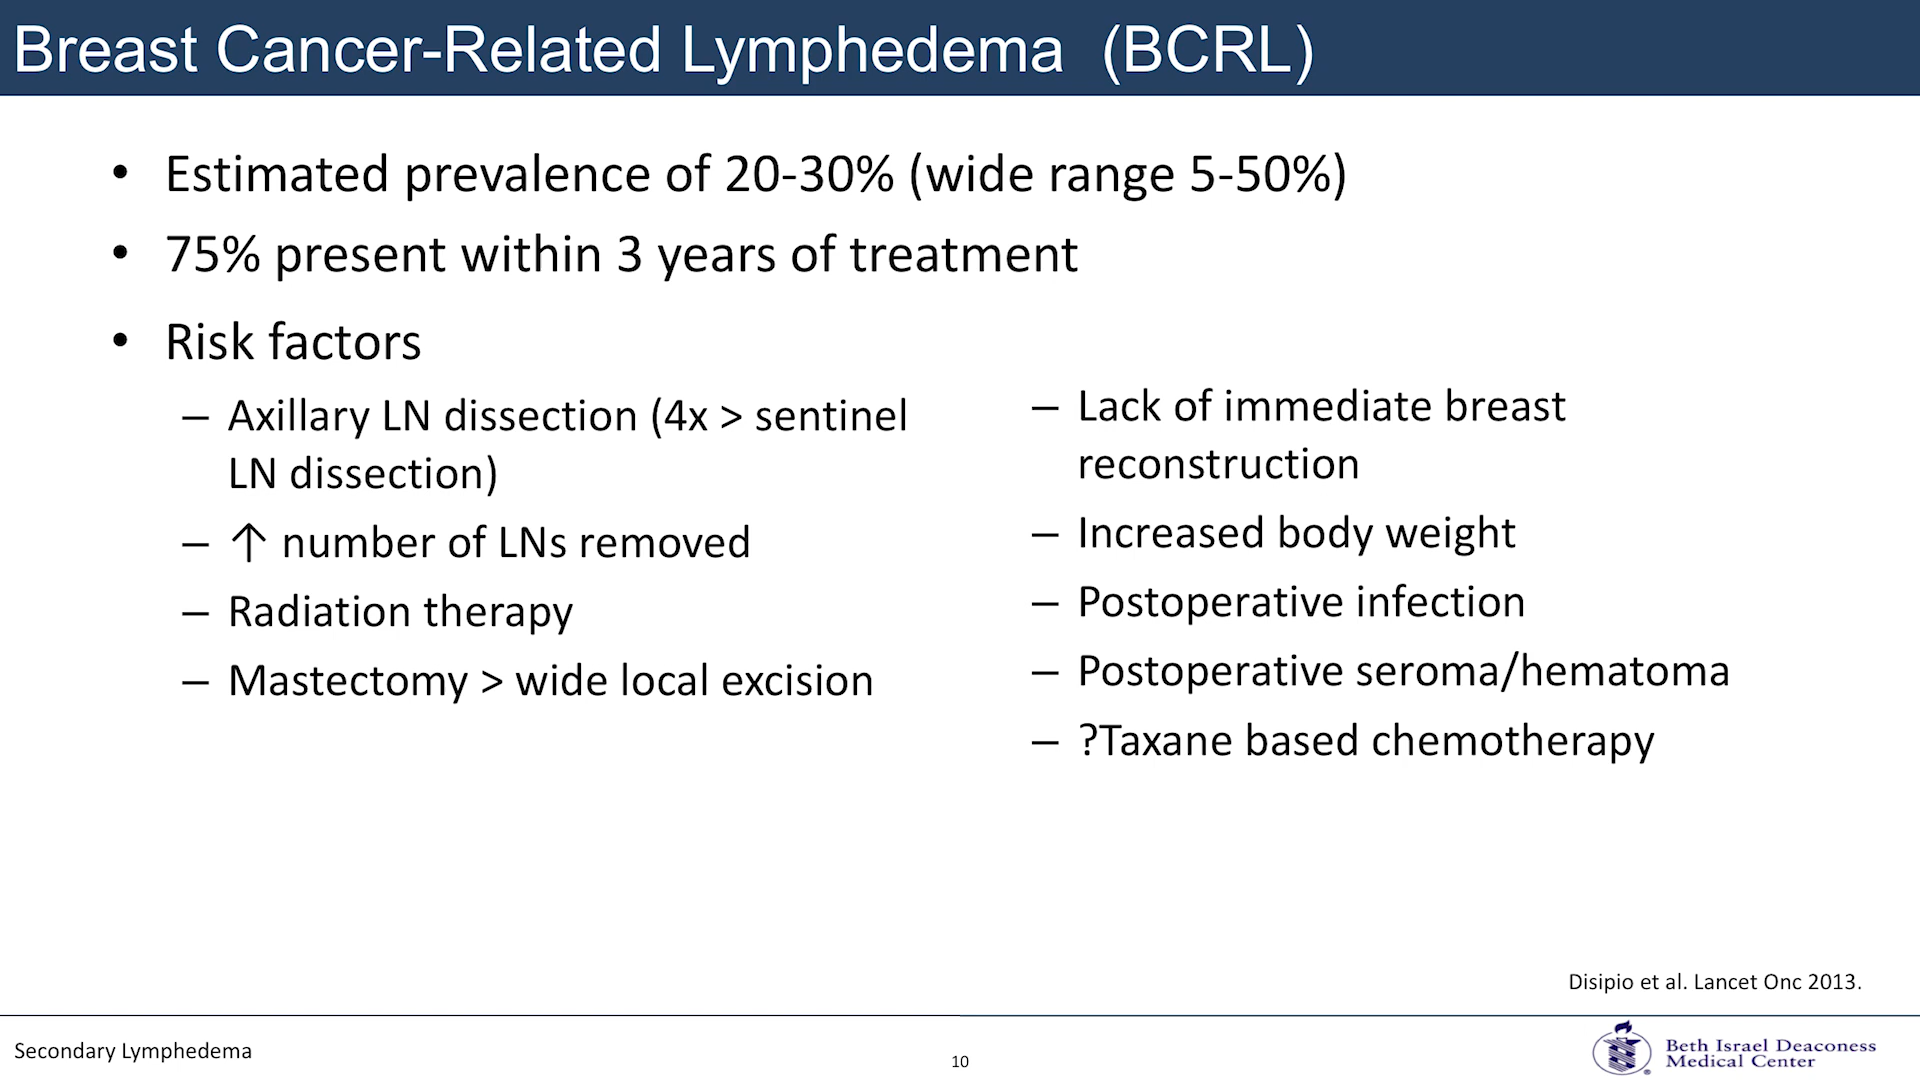 Breast Cancer-Related Lymphedema (BCRL)
• Estimated prevalence of 20-30% (wide range 5-50%)
• 75% present within 3 years of treatment
• Risk factors
– Axillary LN dissection (4x > sentinel
LN dissection)
– ↑ number of LNs removed
– Radiation therapy
– Mastectomy > wide local excision
– Lack of immediate breast
reconstruction
– Increased body weight
– Postoperative infection
– Postoperative seroma/hematoma
– ?Taxane based chemotherapy
Disipio et al. Lancet Onc 2013.
Secondary Lymphedema
10
Beth Israel Deaconess
Medical Center